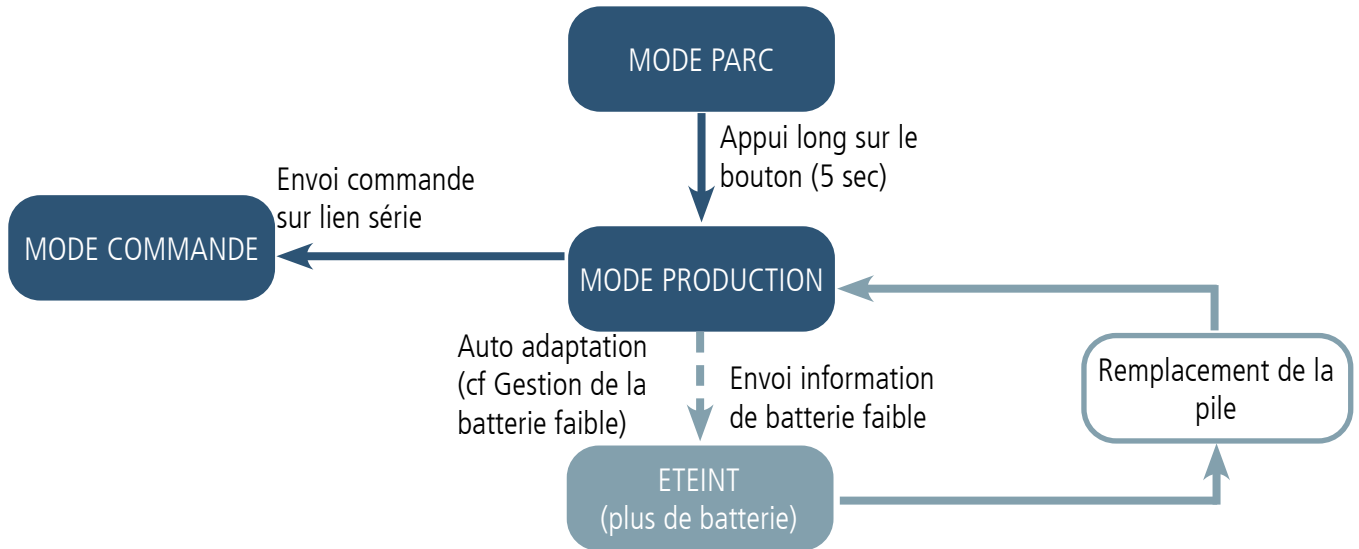 MODE PARC
Appui long sur le
bouton (5 sec)
Envoi commande
sur lien série
MODE COMMANDE
MODE PRODUCTION
Auto adaptation
(cf Gestion de la
batterie faible)
Envoi information
de batterie faible
Remplacement de la
pile
ETEINT
(plus de batterie)